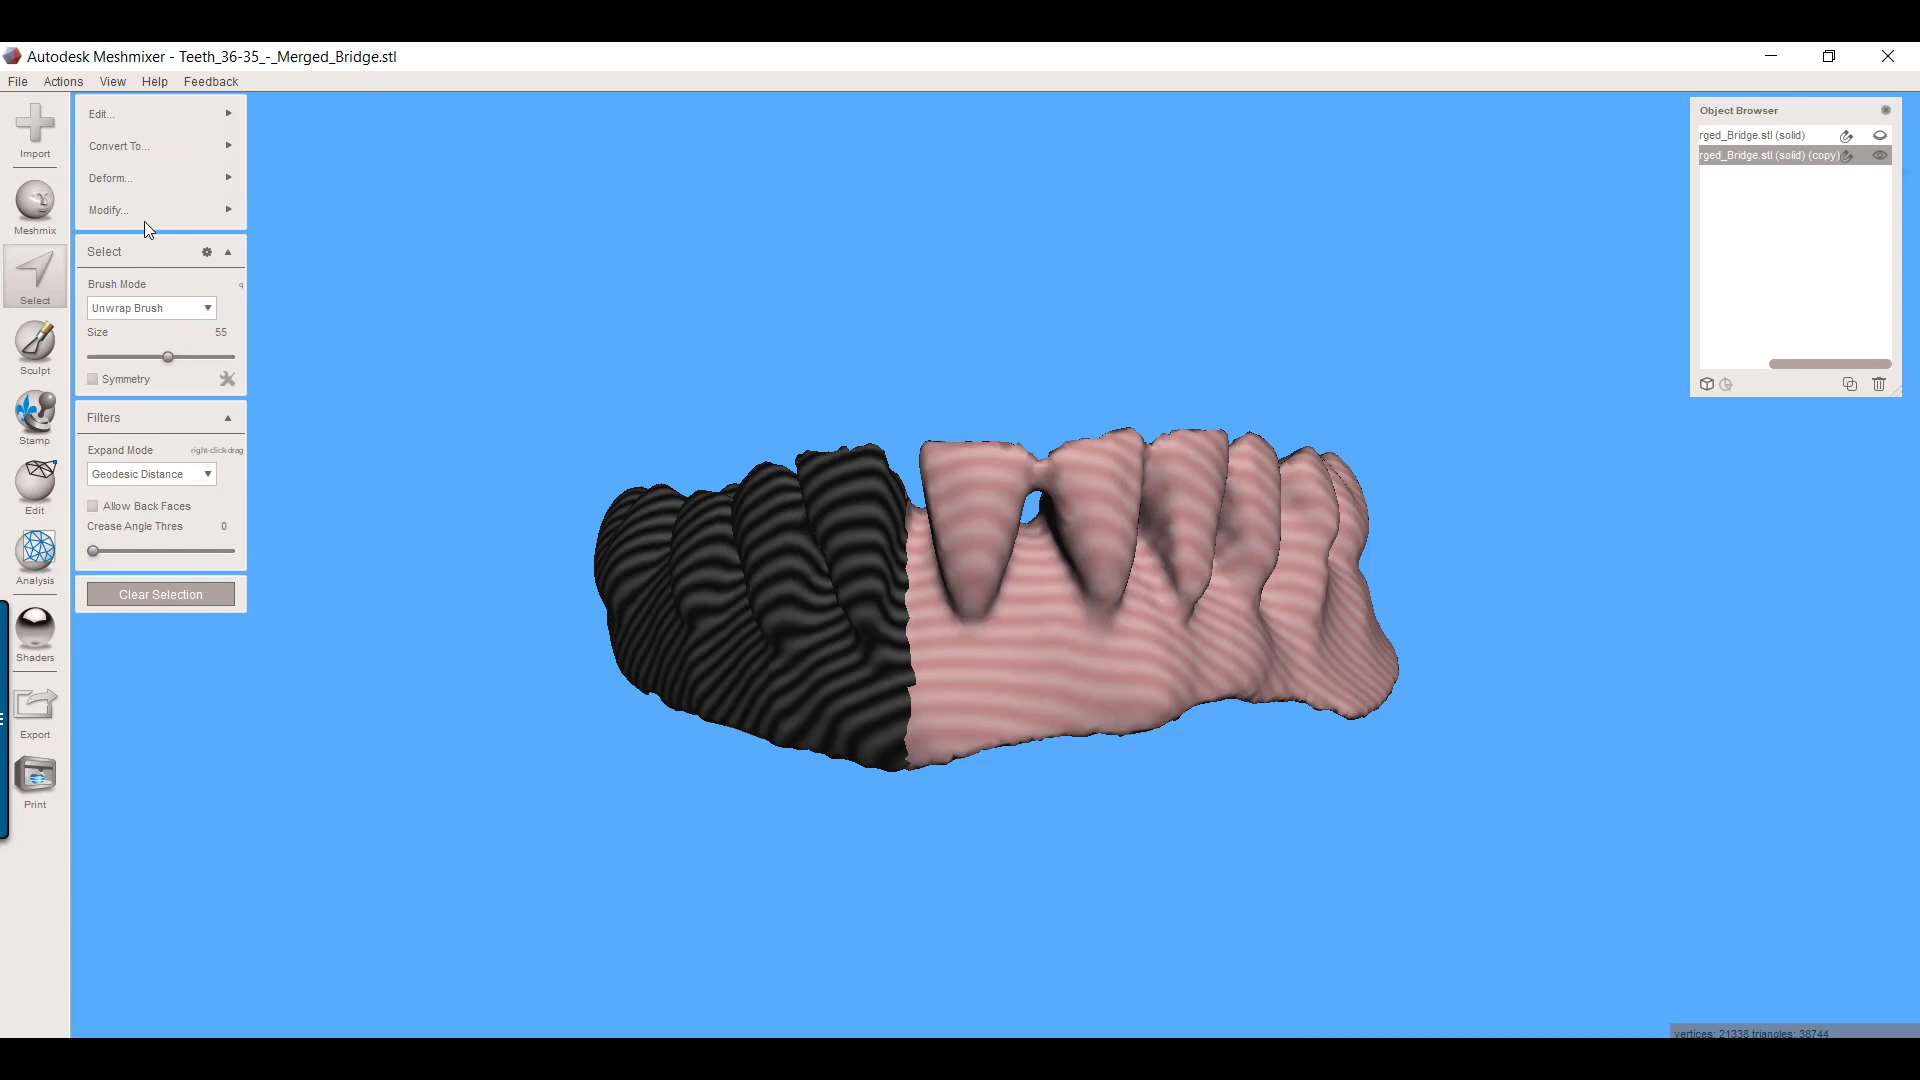 Autodesk Meshmixer - Teeth_36-35_-_Merged_Bridge.stl
File Actions View Help Feedback
Import
Meshmix
Select
Sculpt
Stamp
Edit
Analysis
Shaders
Export
Print
Edit...
Convert To...
Deform...
Modify...
Select
Brush Mode q
Unwrap Brush
Size 55
Symmetry
Filters
Expand Mode right-click-drag
Geodesic Distance
Allow Back Faces
Crease Angle Thres 0
Clear Selection
Object Browser
rged_Bridge.stl (solid)
rged_Bridge.stl (solid) (copy)
vertices: 21338 triangles: 38744